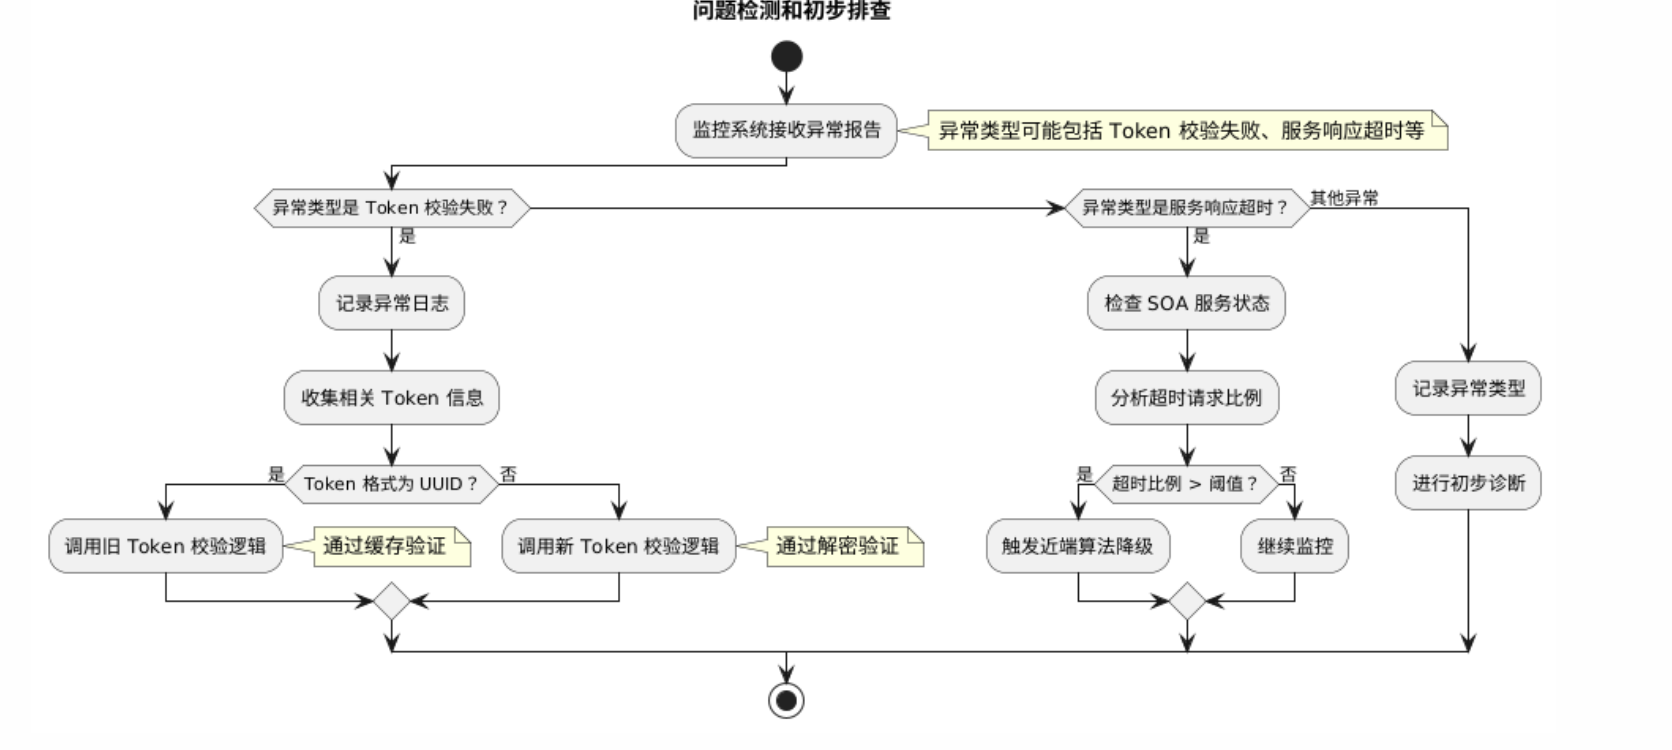 问题检测和初步排查
监控系统接收异常报告
异常类型可能包括 Token 校验失败、服务响应超时等
异常类型是 Token 校验失败？
异常类型是服务响应超时？
其他异常
是
是
记录异常日志
检查 SOA 服务状态
收集相关 Token 信息
分析超时请求比例
记录异常类型
是
Token 格式为 UUID？
否
是
超时比例 > 阈值？
否
进行初步诊断
调用旧 Token 校验逻辑
通过缓存验证
调用新 Token 校验逻辑
通过解密验证
触发近端算法降级
继续监控